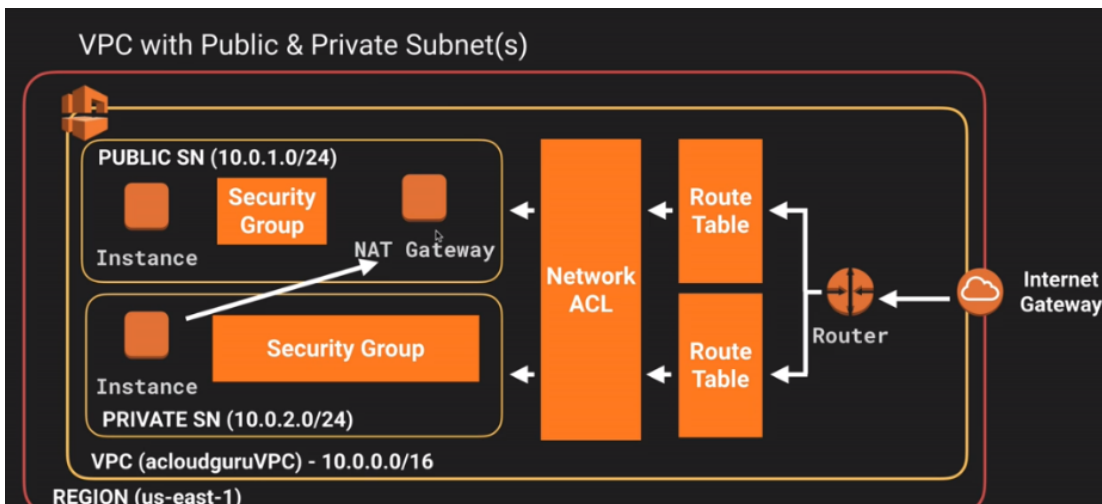 VPC with Public & Private Subnet(s)
PUBLIC SN (10.0.1.0/24)
Instance
Security
Group
NAT Gateway
Instance
Security Group
PRIVATE SN (10.0.2.0/24)
VPC (acloudguruVPC) - 10.0.0.0/16
REGION (us-east-1)
Network
ACL
Route
Table
Route
Table
Router
Internet
Gateway